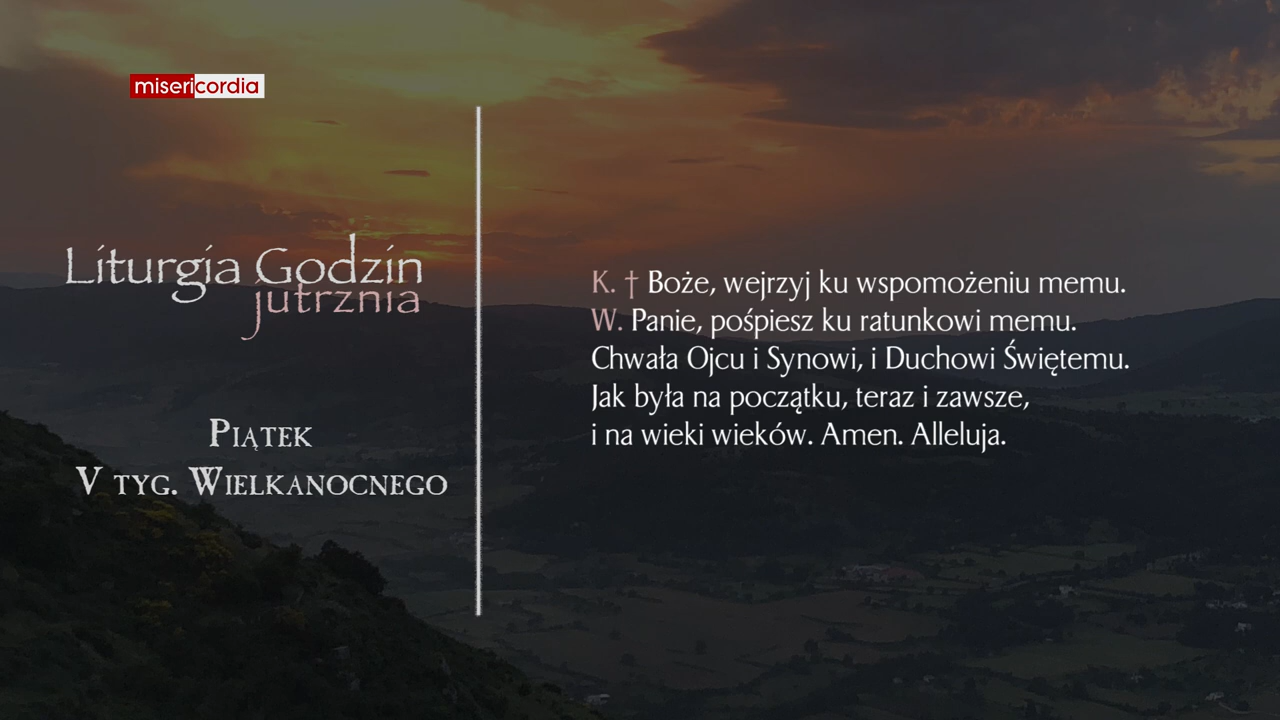 misericordia
Liturgia Godzin
jutrznia
Piątek
V tyg. Wielkanocnego
K. † Boże, wejrzyj ku wspomożeniu memu.
W. Panie, pośpiesz ku ratunkowi memu.
Chwała Ojcu i Synowi, i Duchowi Świętemu.
Jak była na początku, teraz i zawsze,
i na wieki wieków. Amen. Alleluja.